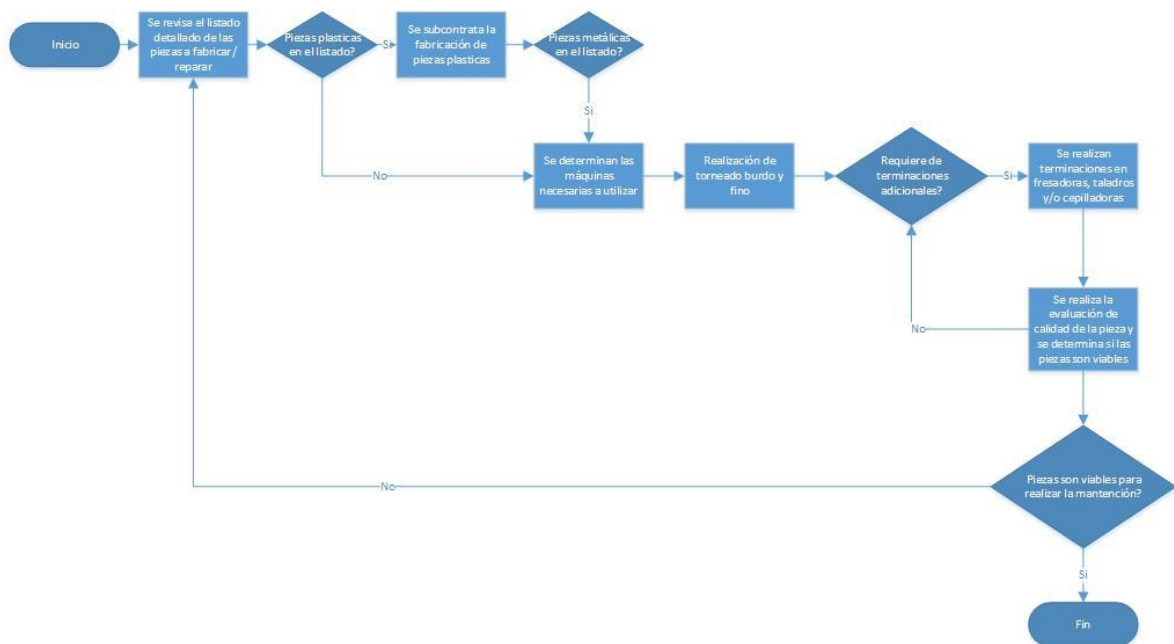 Inicio
Se revisa el listado
detallado de las
piezas a fabricar/
reparar
Piezas plasticas
en el listado?
Si
Se subcontrata la
fabricación de
piezas plasticas
Piezas metálicas
en el listado?
Si
No
Se determinan las
máquinas
necesarias a utilizar
Realización de
torneado burdo y
fino
Requiere de
terminaciones
adicionales?
Si
Se realizan
terminaciones en
fresadoras, taladros
y/o cepilladoras
Se realiza la
evaluación de
calidad de la pieza y
se determina si las
piezas son viables
No
Piezas son viables para
realizar la mantención?
No
Si
Fin